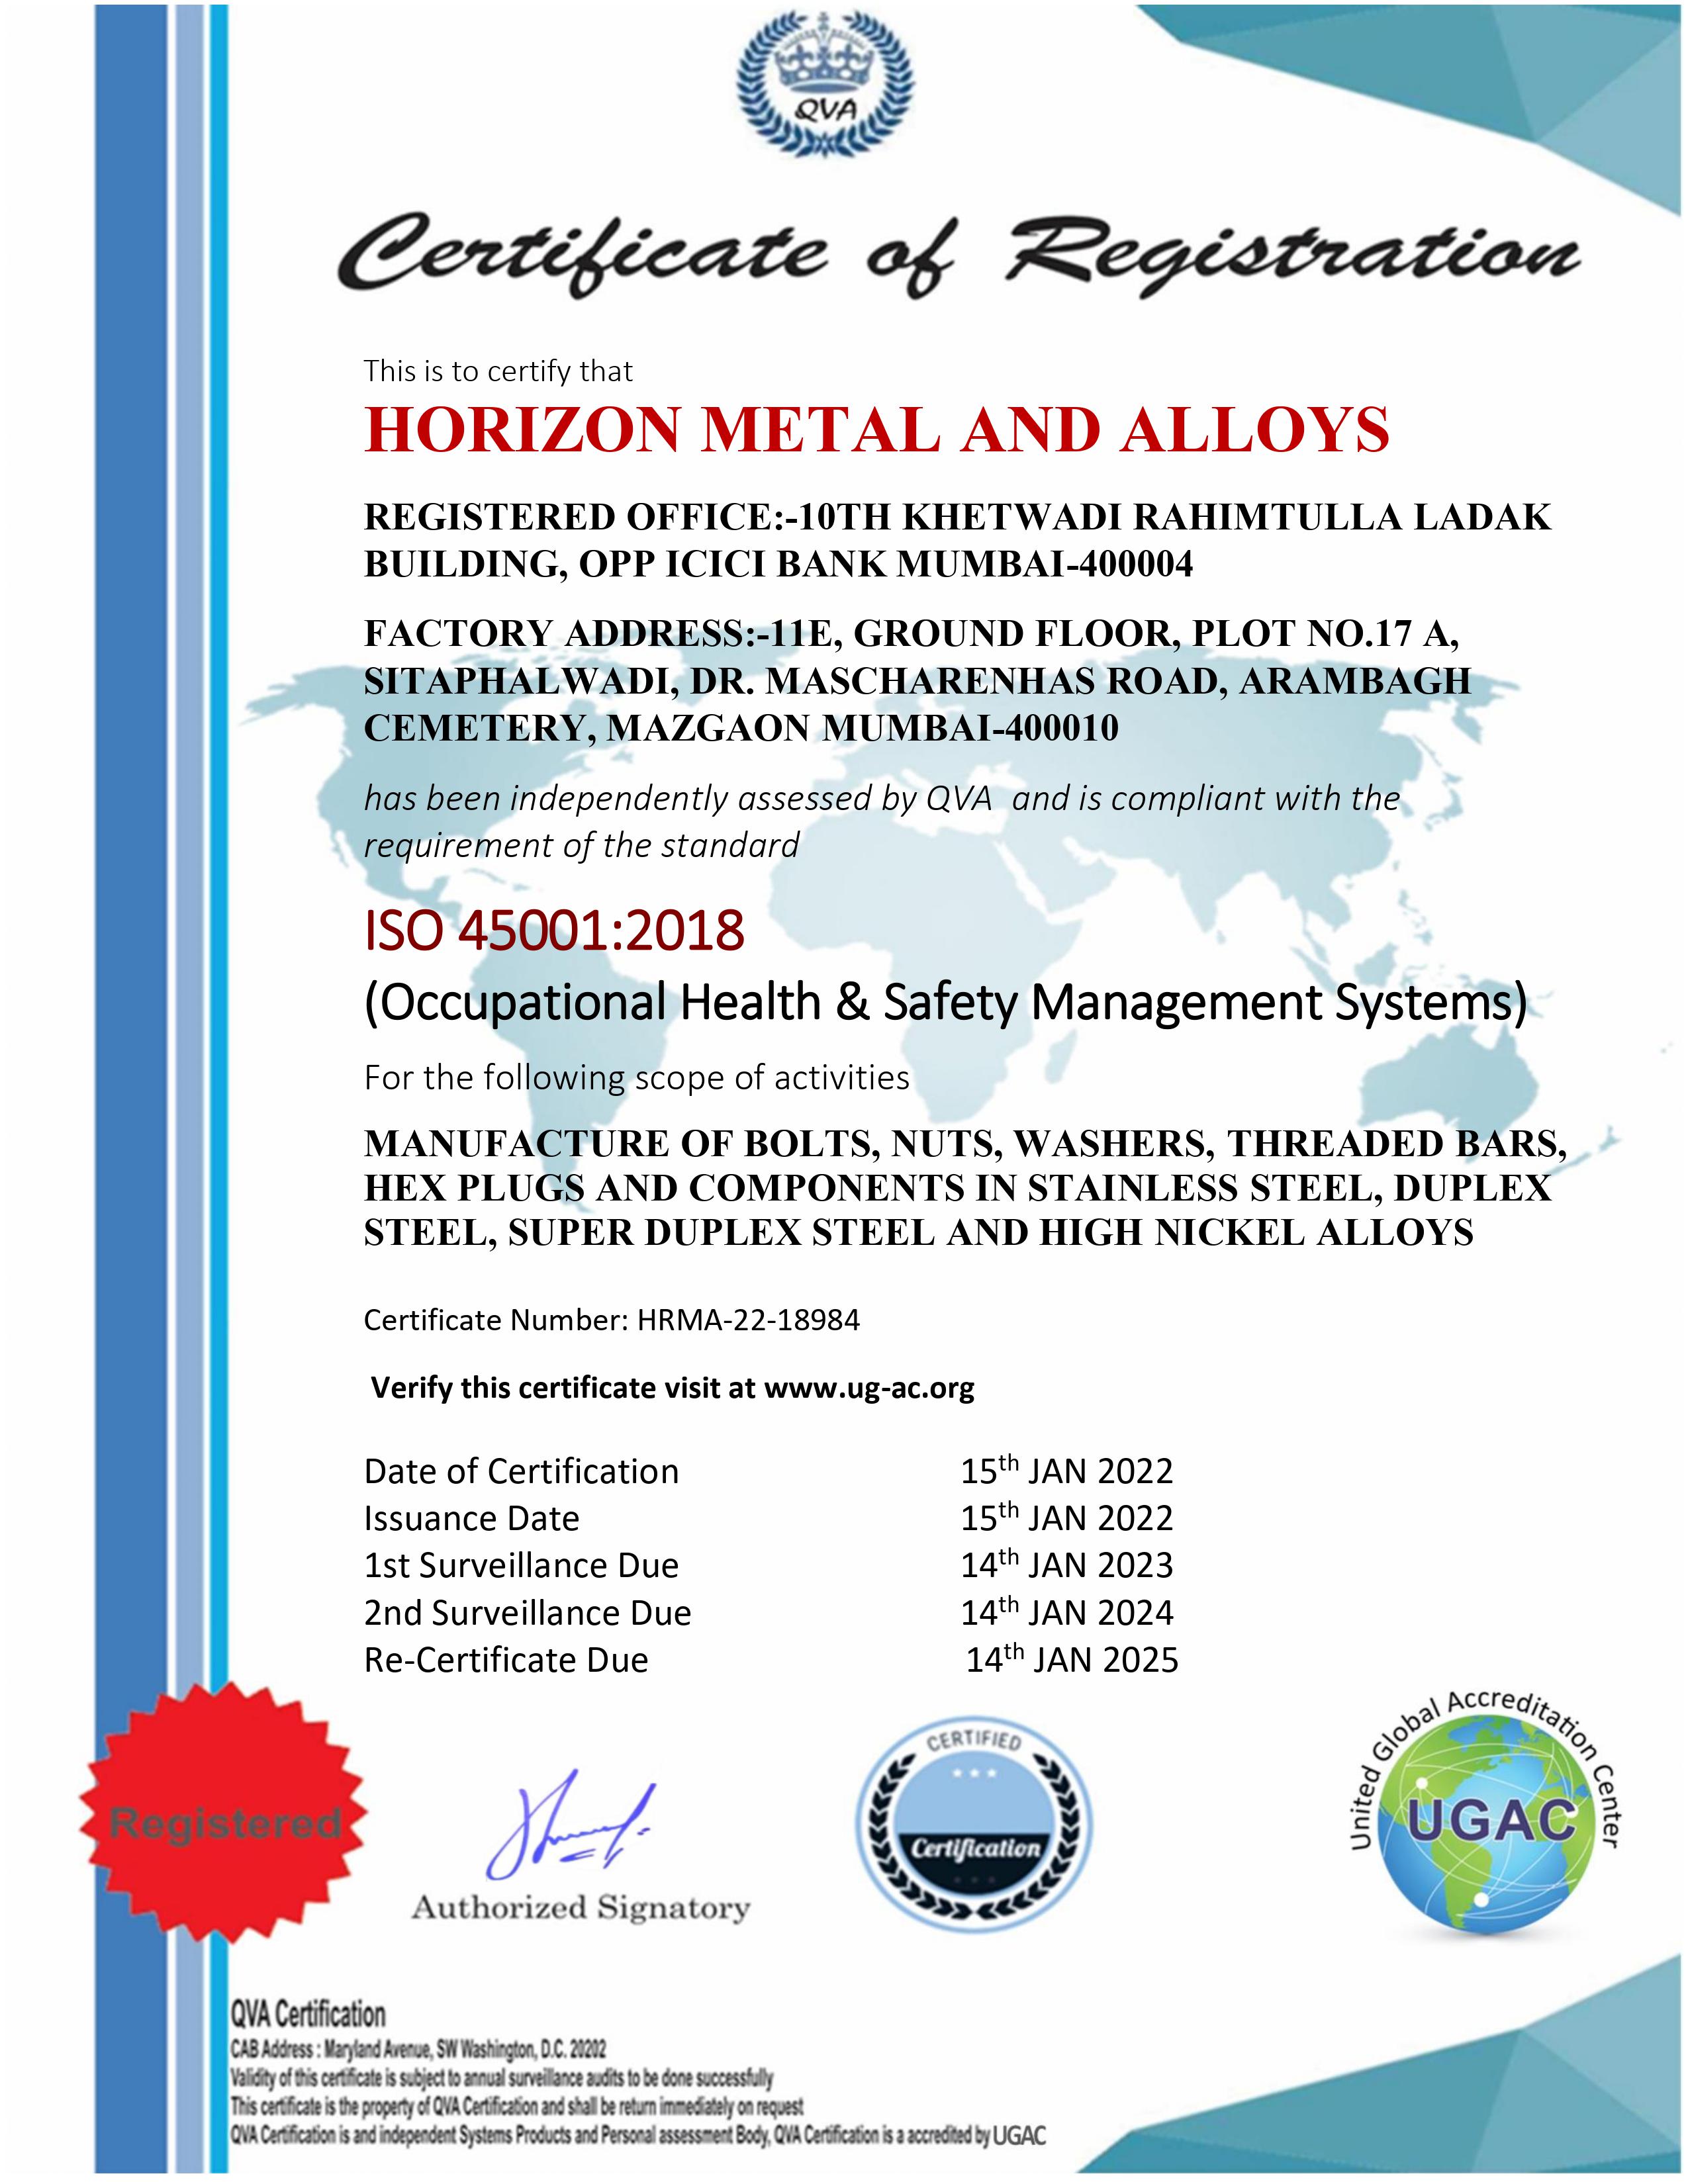 QVA
Certificate of Registration
This is to certify that
HORIZON METAL AND ALLOYS
REGISTERED OFFICE:-10TH KHETWADI RAHIMTULLA LADAK
BUILDING, OPP ICICI BANK MUMBAI-400004
FACTORY ADDRESS:-11E, GROUND FLOOR, PLOT NO.17 A,
SITAPHALWADI, DR. MASCHARENHAS ROAD, ARAMBAGH
CEMETERY, MAZGAON MUMBAI-400010
has been independently assessed by QVA and is compliant with the
requirement of the standard
ISO 45001:2018
(Occupational Health & Safety Management Systems)
For the following scope of activities
MANUFACTURE OF BOLTS, NUTS, WASHERS, THREADED BARS,
HEX PLUGS AND COMPONENTS IN STAINLESS STEEL, DUPLEX
STEEL, SUPER DUPLEX STEEL AND HIGH NICKEL ALLOYS
Certificate Number: HRMA-22-18984
Verify this certificate visit at www.ug-ac.org
Date of Certification 15th JAN 2022
Issuance Date 15th JAN 2022
1st Surveillance Due 14th JAN 2023
2nd Surveillance Due 14th JAN 2024
Re-Certificate Due 14th JAN 2025
Registered
Authorized Signatory
CERTIFIED
Certification
United Global Accreditation Center
UGAC
QVA Certification
CAB Address : Maryland Avenue, SW Washington, D.C. 20202
Validity of this certificate is subject to annual surveillance audits to be done successfully
This certificate is the property of QVA Certification and shall be return immediately on request
QVA Certification is and independent Systems Products and Personal assessment Body, QVA Certification is a accredited by UGAC